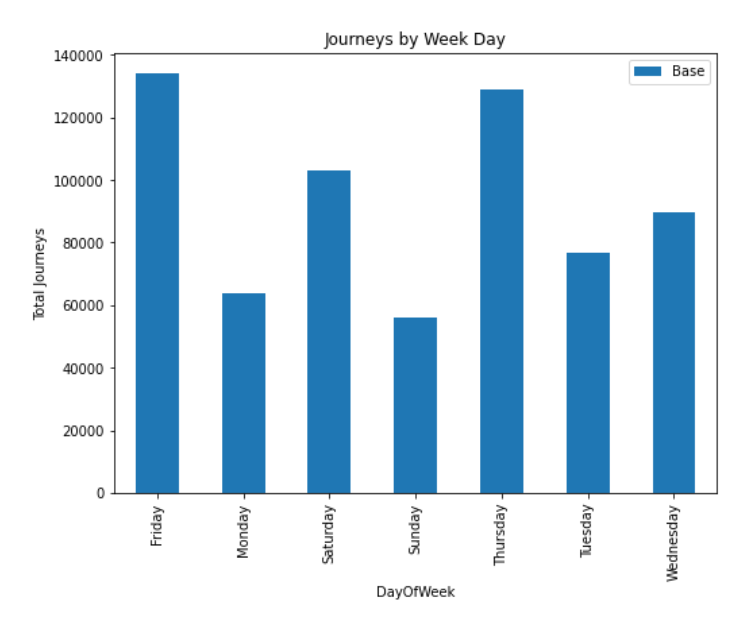 Journeys by Week Day
Base
Total Journeys
140000
120000
100000
80000
60000
40000
20000
0
Friday
Monday
Saturday
Sunday
Thursday
Tuesday
Wednesday
DayOfWeek